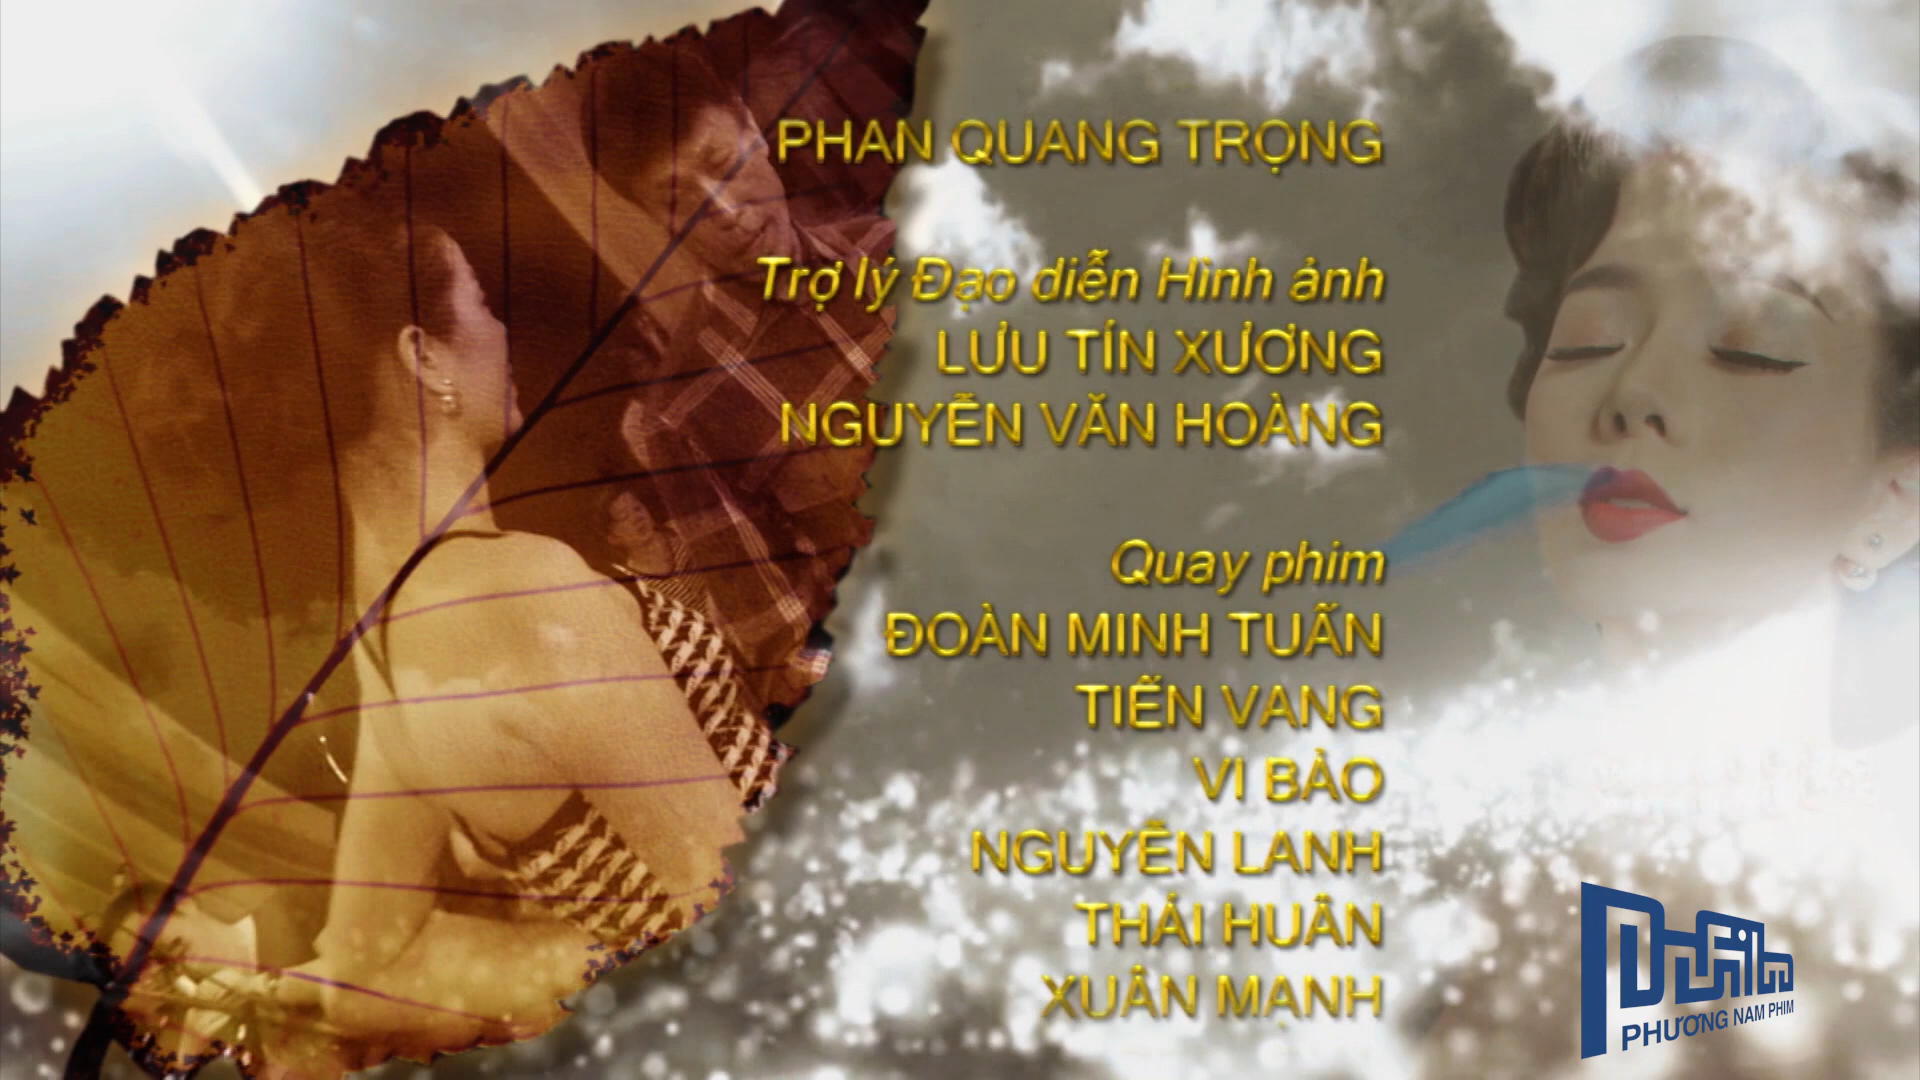 PHAN QUANG TRỌNG
Trợ lý Đạo diễn Hình ảnh
LƯU TÍN XƯƠNG
NGUYỄN VĂN HOÀNG
Quay phim
ĐOÀN MINH TUẤN
TIẾN VANG
VI BẢO
NGUYÊN LANH
THÁI HUÂN
XUÂN MẠNH
PHƯƠNG NAM PHIM